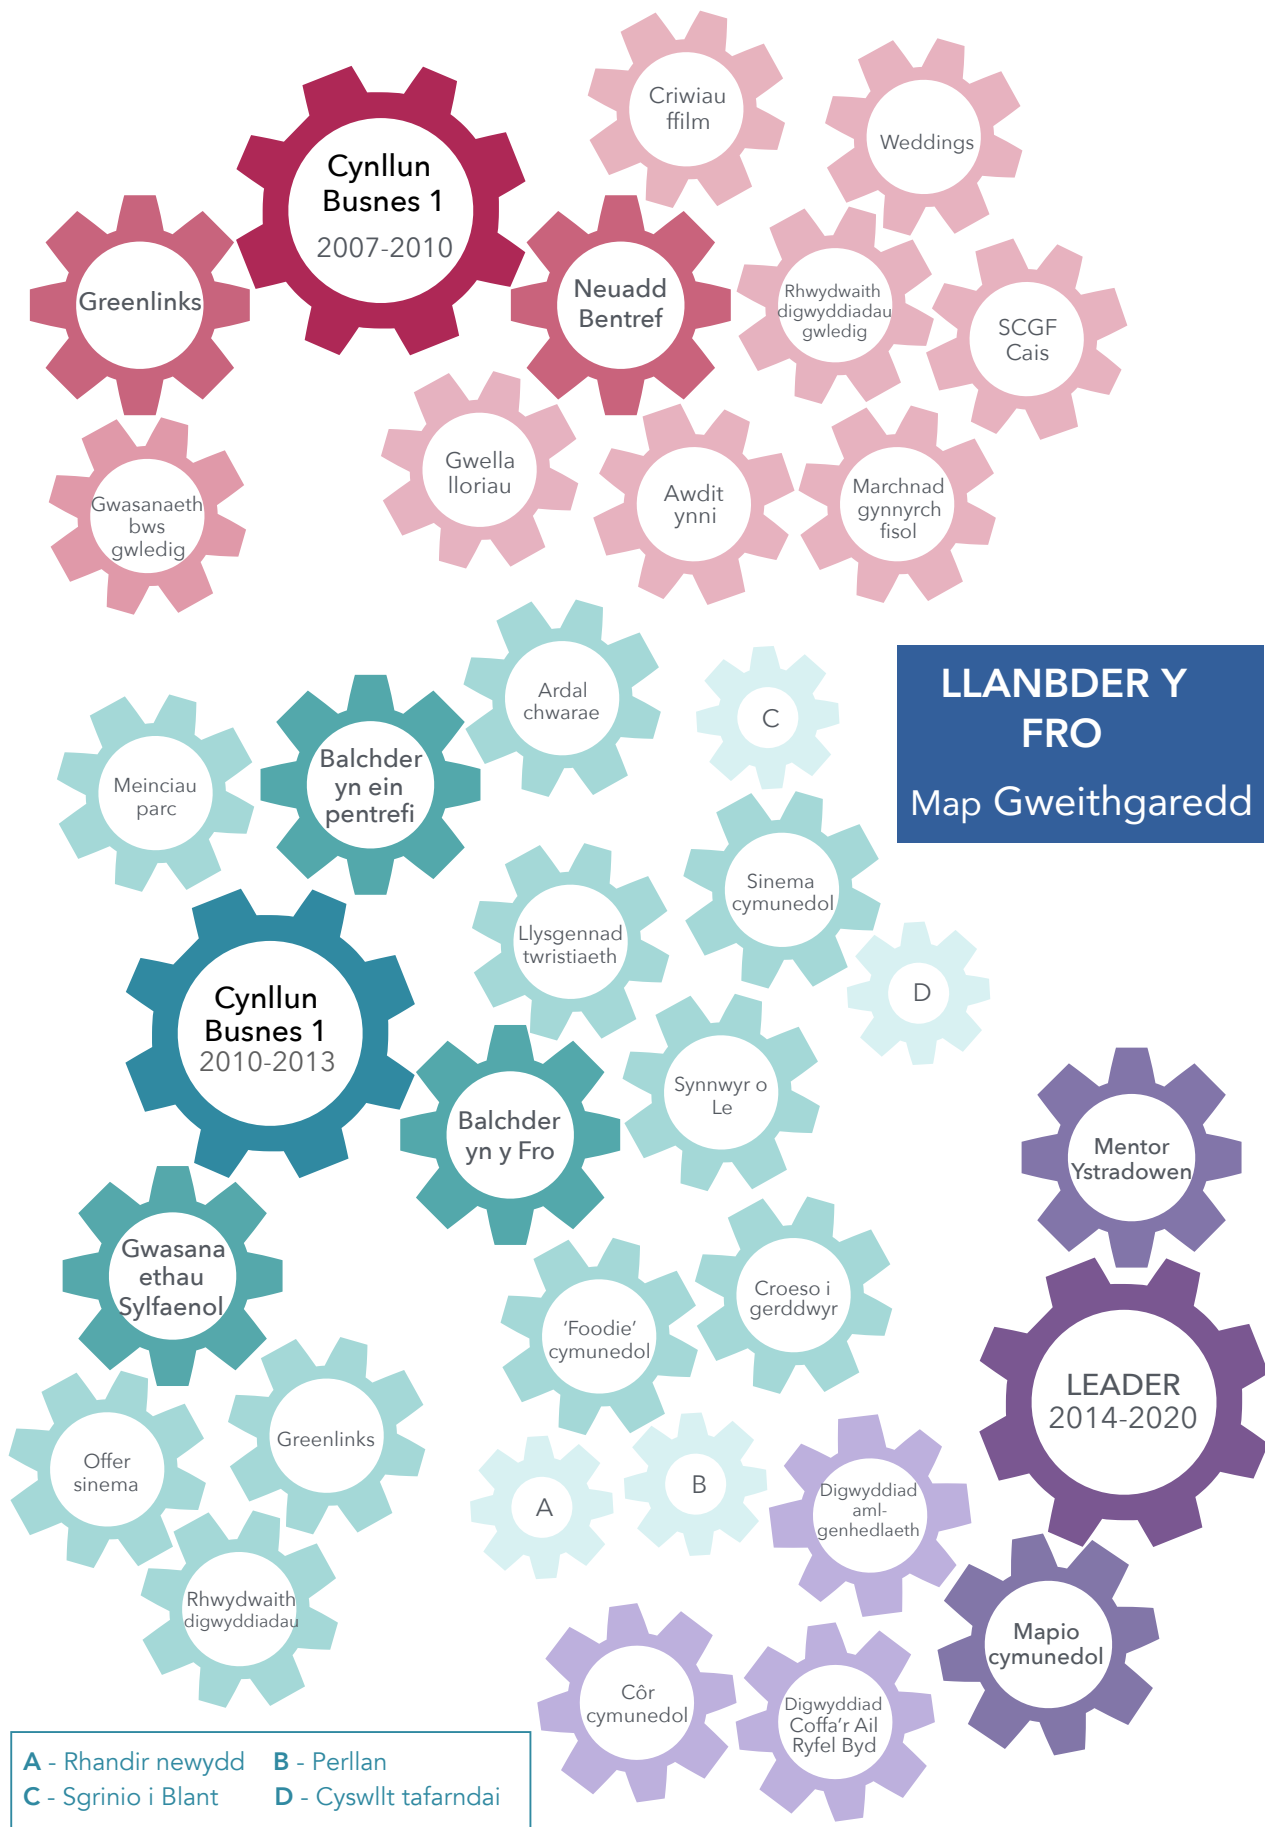 Criwiau
ffilm
Weddings
Cynllun
Busnes 1
2007-2010
Greenlinks
Neuadd
Bentref
Rhwydwaith
digwyddiadau
gwledig
SCGF
Cais
Gwasanaeth
bws
gwledig
Gwella
lloriau
Awdit
ynni
Marchnad
gynnyrch
fisol
LLANBDER Y
FRO
Map Gweithgaredd
Meinciau
parc
Balchder
yn ein
pentrefi
Ardal
chwarae
C
Sinema
cymunedol
Llysgennad
twristiaeth
D
Cynllun
Busnes 1
2010-2013
Synnwyr o
Le
Balchder
yn y Fro
Mentor
Ystradowen
Gwasana
ethau
Sylfaenol
Croeso i
gerddwyr
'Foodie'
cymunedol
LEADER
2014-2020
Greenlinks
Offer
sinema
A
B
Digwyddiad
aml-
genhedlaeth
Rhwydwaith
digwyddiadau
Mapio
cymunedol
Côr
cymunedol
Digwyddiad
Coffa'r Ail
Ryfel Byd
A - Rhandir newydd B - Perllan
C - Sgrinio i Blant D - Cyswllt tafarndai